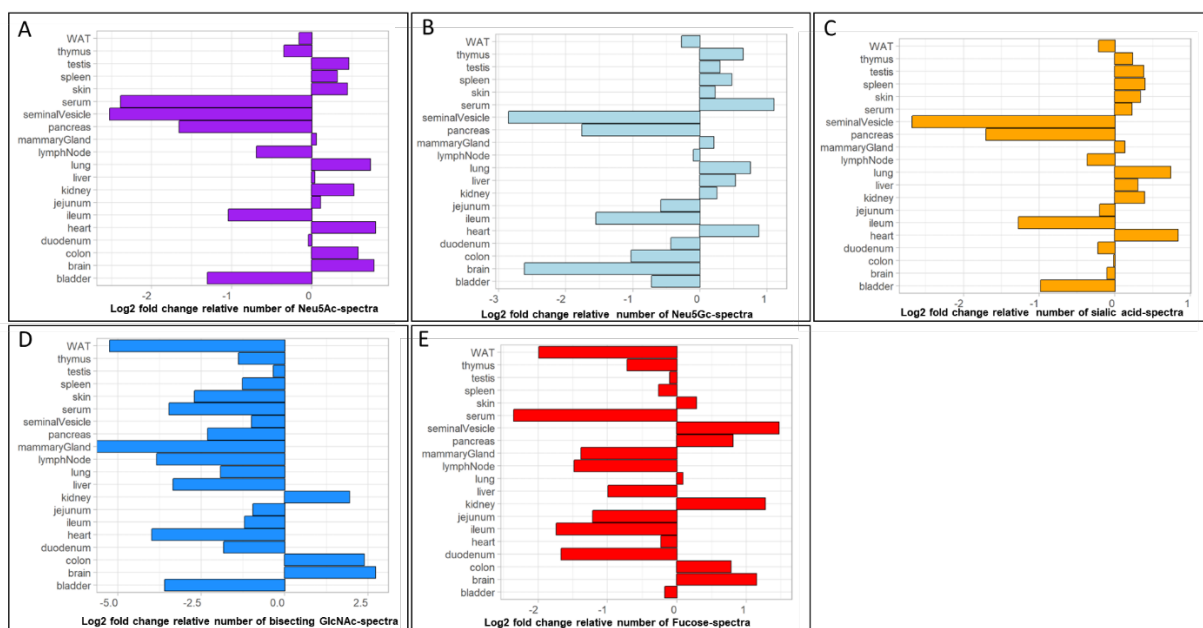 A
WAT
thymus
testis
spleen
skin
serum
seminalVesicle
pancreas
mammaryGland
lymphNode
lung
liver
kidney
jejunum
ileum
heart
duodenum
colon
brain
bladder
-2 -1 0 1
Log2 fold change relative number of Neu5Ac-spectra
B
WAT
thymus
testis
spleen
skin
serum
seminalVesicle
pancreas
mammaryGland
lymphNode
lung
liver
kidney
jejunum
ileum
heart
duodenum
colon
brain
bladder
-3 -2 -1 0 1
Log2 fold change relative number of Neu5Gc-spectra
C
WAT
thymus
testis
spleen
skin
serum
seminalVesicle
pancreas
mammaryGland
lymphNode
lung
liver
kidney
jejunum
ileum
heart
duodenum
colon
brain
bladder
-2 -1 0 1
Log2 fold change relative number of sialic acid-spectra
D
WAT
thymus
testis
spleen
skin
serum
seminalVesicle
pancreas
mammaryGland
lymphNode
lung
liver
kidney
jejunum
ileum
heart
duodenum
colon
brain
bladder
-5.0 -2.5 0.0 2.5
Log2 fold change relative number of bisecting GlcNAc-spectra
E
WAT
thymus
testis
spleen
skin
serum
seminalVesicle
pancreas
mammaryGland
lymphNode
lung
liver
kidney
jejunum
ileum
heart
duodenum
colon
brain
bladder
-2 -1 0 1
Log2 fold change relative number of Fucose-spectra